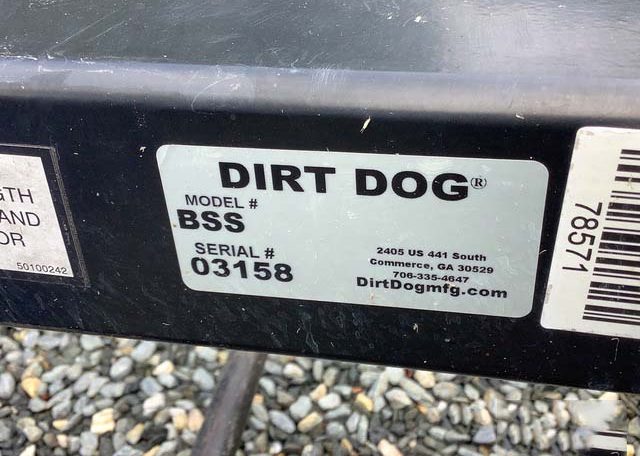 GTH
AND
OR
50100242
DIRT DOG®
MODEL #
BSS
SERIAL #
03158
2405 US 441 South
Commerce, GA 30529
706-335-4647
DirtDogmfg.com
78571